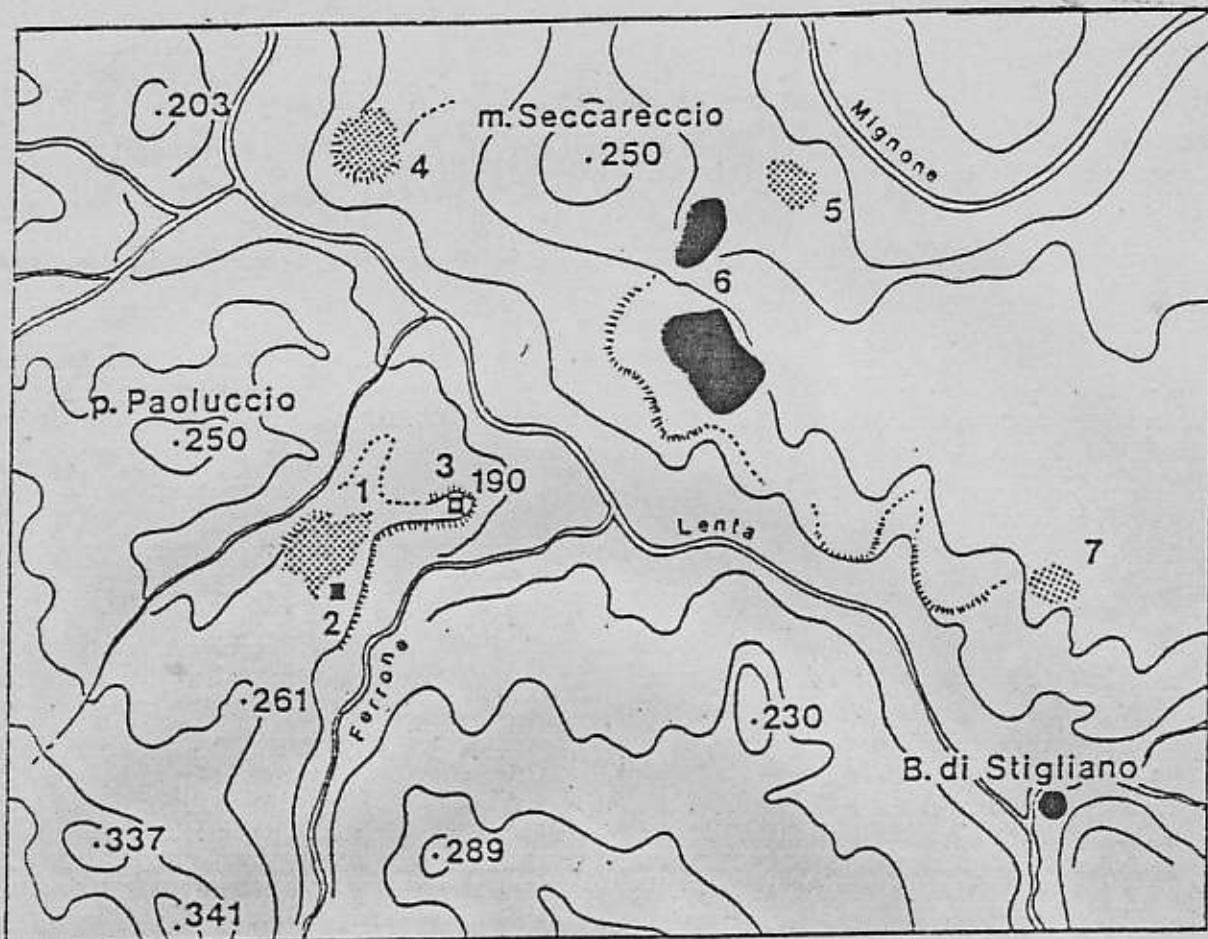 .203
m. Seccareccio
.250
Mignone
4
5
6
p. Paoluccio
.250
3
190
1
Lenta
7
2
Ferrone
.261
.230
B. di Stigliano
.337
.289
.341